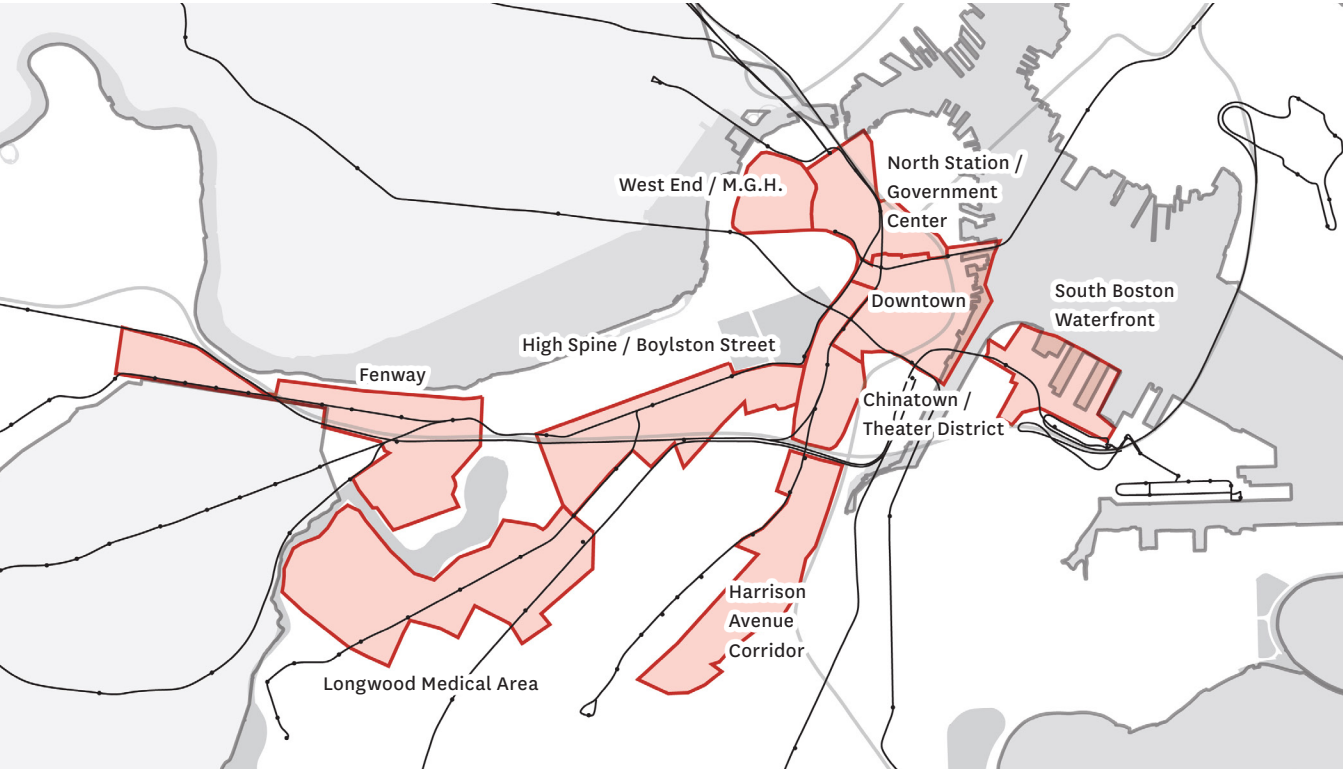 West End / M.G.H.
North Station /
Government
Center
Downtown
South Boston
Waterfront
High Spine / Boylston Street
Fenway
Chinatown /
Theater District
Harrison
Avenue
Corridor
Longwood Medical Area